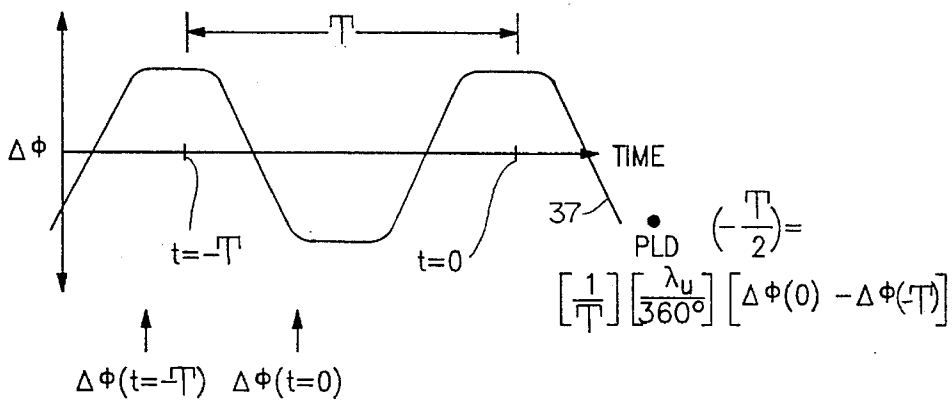 T
ΔΦ
TIME
37
t=-T
t=0
PLD (-T/2)=
[1/T] [λu/360°] [ΔΦ(0) -ΔΦ(-T)]
ΔΦ(t=-T) ΔΦ(t=0)